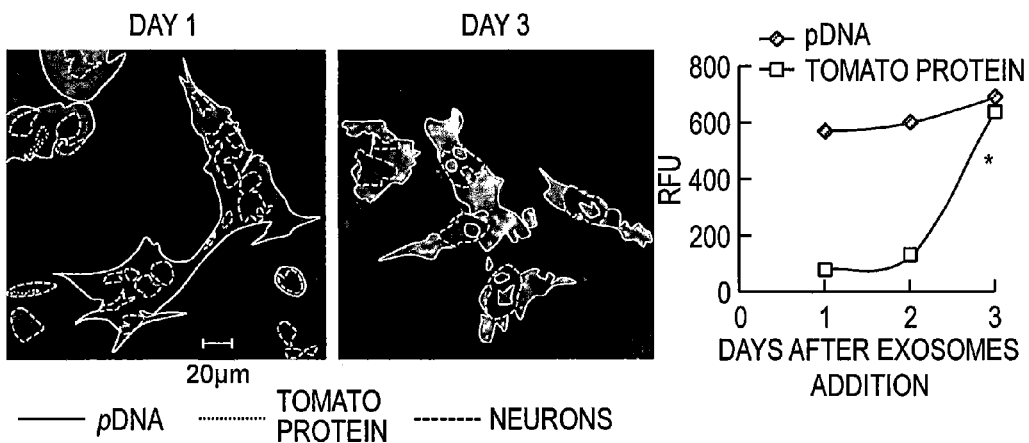 DAY 1
DAY 3
20µm
pDNA
TOMATO
PROTEIN
NEURONS
pDNA
TOMATO PROTEIN
800
600
400
200
0
RFU
*
0 1 2 3
DAYS AFTER EXOSOMES
ADDITION